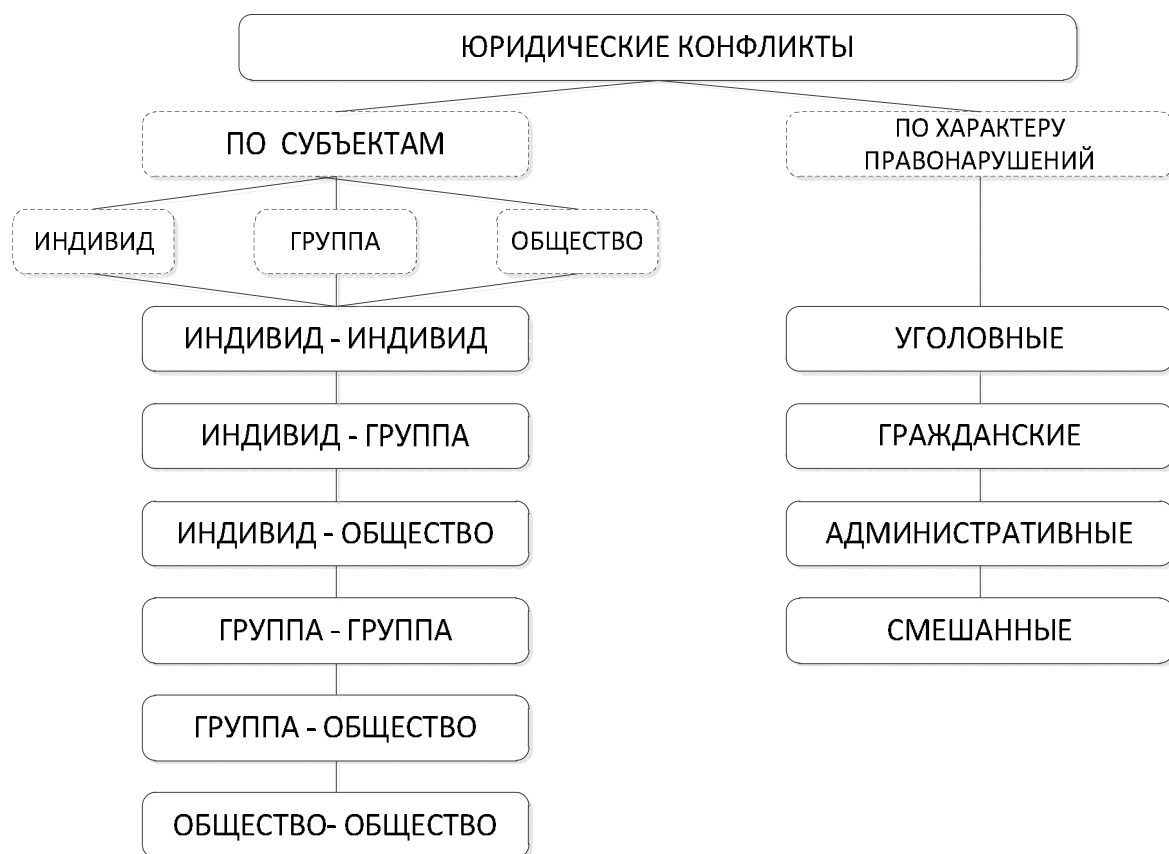 ЮРИДИЧЕСКИЕ КОНФЛИКТЫ
ПО СУБЪЕКТАМ
ПО ХАРАКТЕРУ
ПРАВОНАРУШЕНИЙ
ИНДИВИД
ГРУППА
ОБЩЕСТВО
ИНДИВИД - ИНДИВИД
ИНДИВИД - ГРУППА
ИНДИВИД - ОБЩЕСТВО
ГРУППА - ГРУППА
ГРУППА - ОБЩЕСТВО
ОБЩЕСТВО- ОБЩЕСТВО
УГОЛОВНЫЕ
ГРАЖДАНСКИЕ
АДМИНИСТРАТИВНЫЕ
СМЕШАННЫЕ